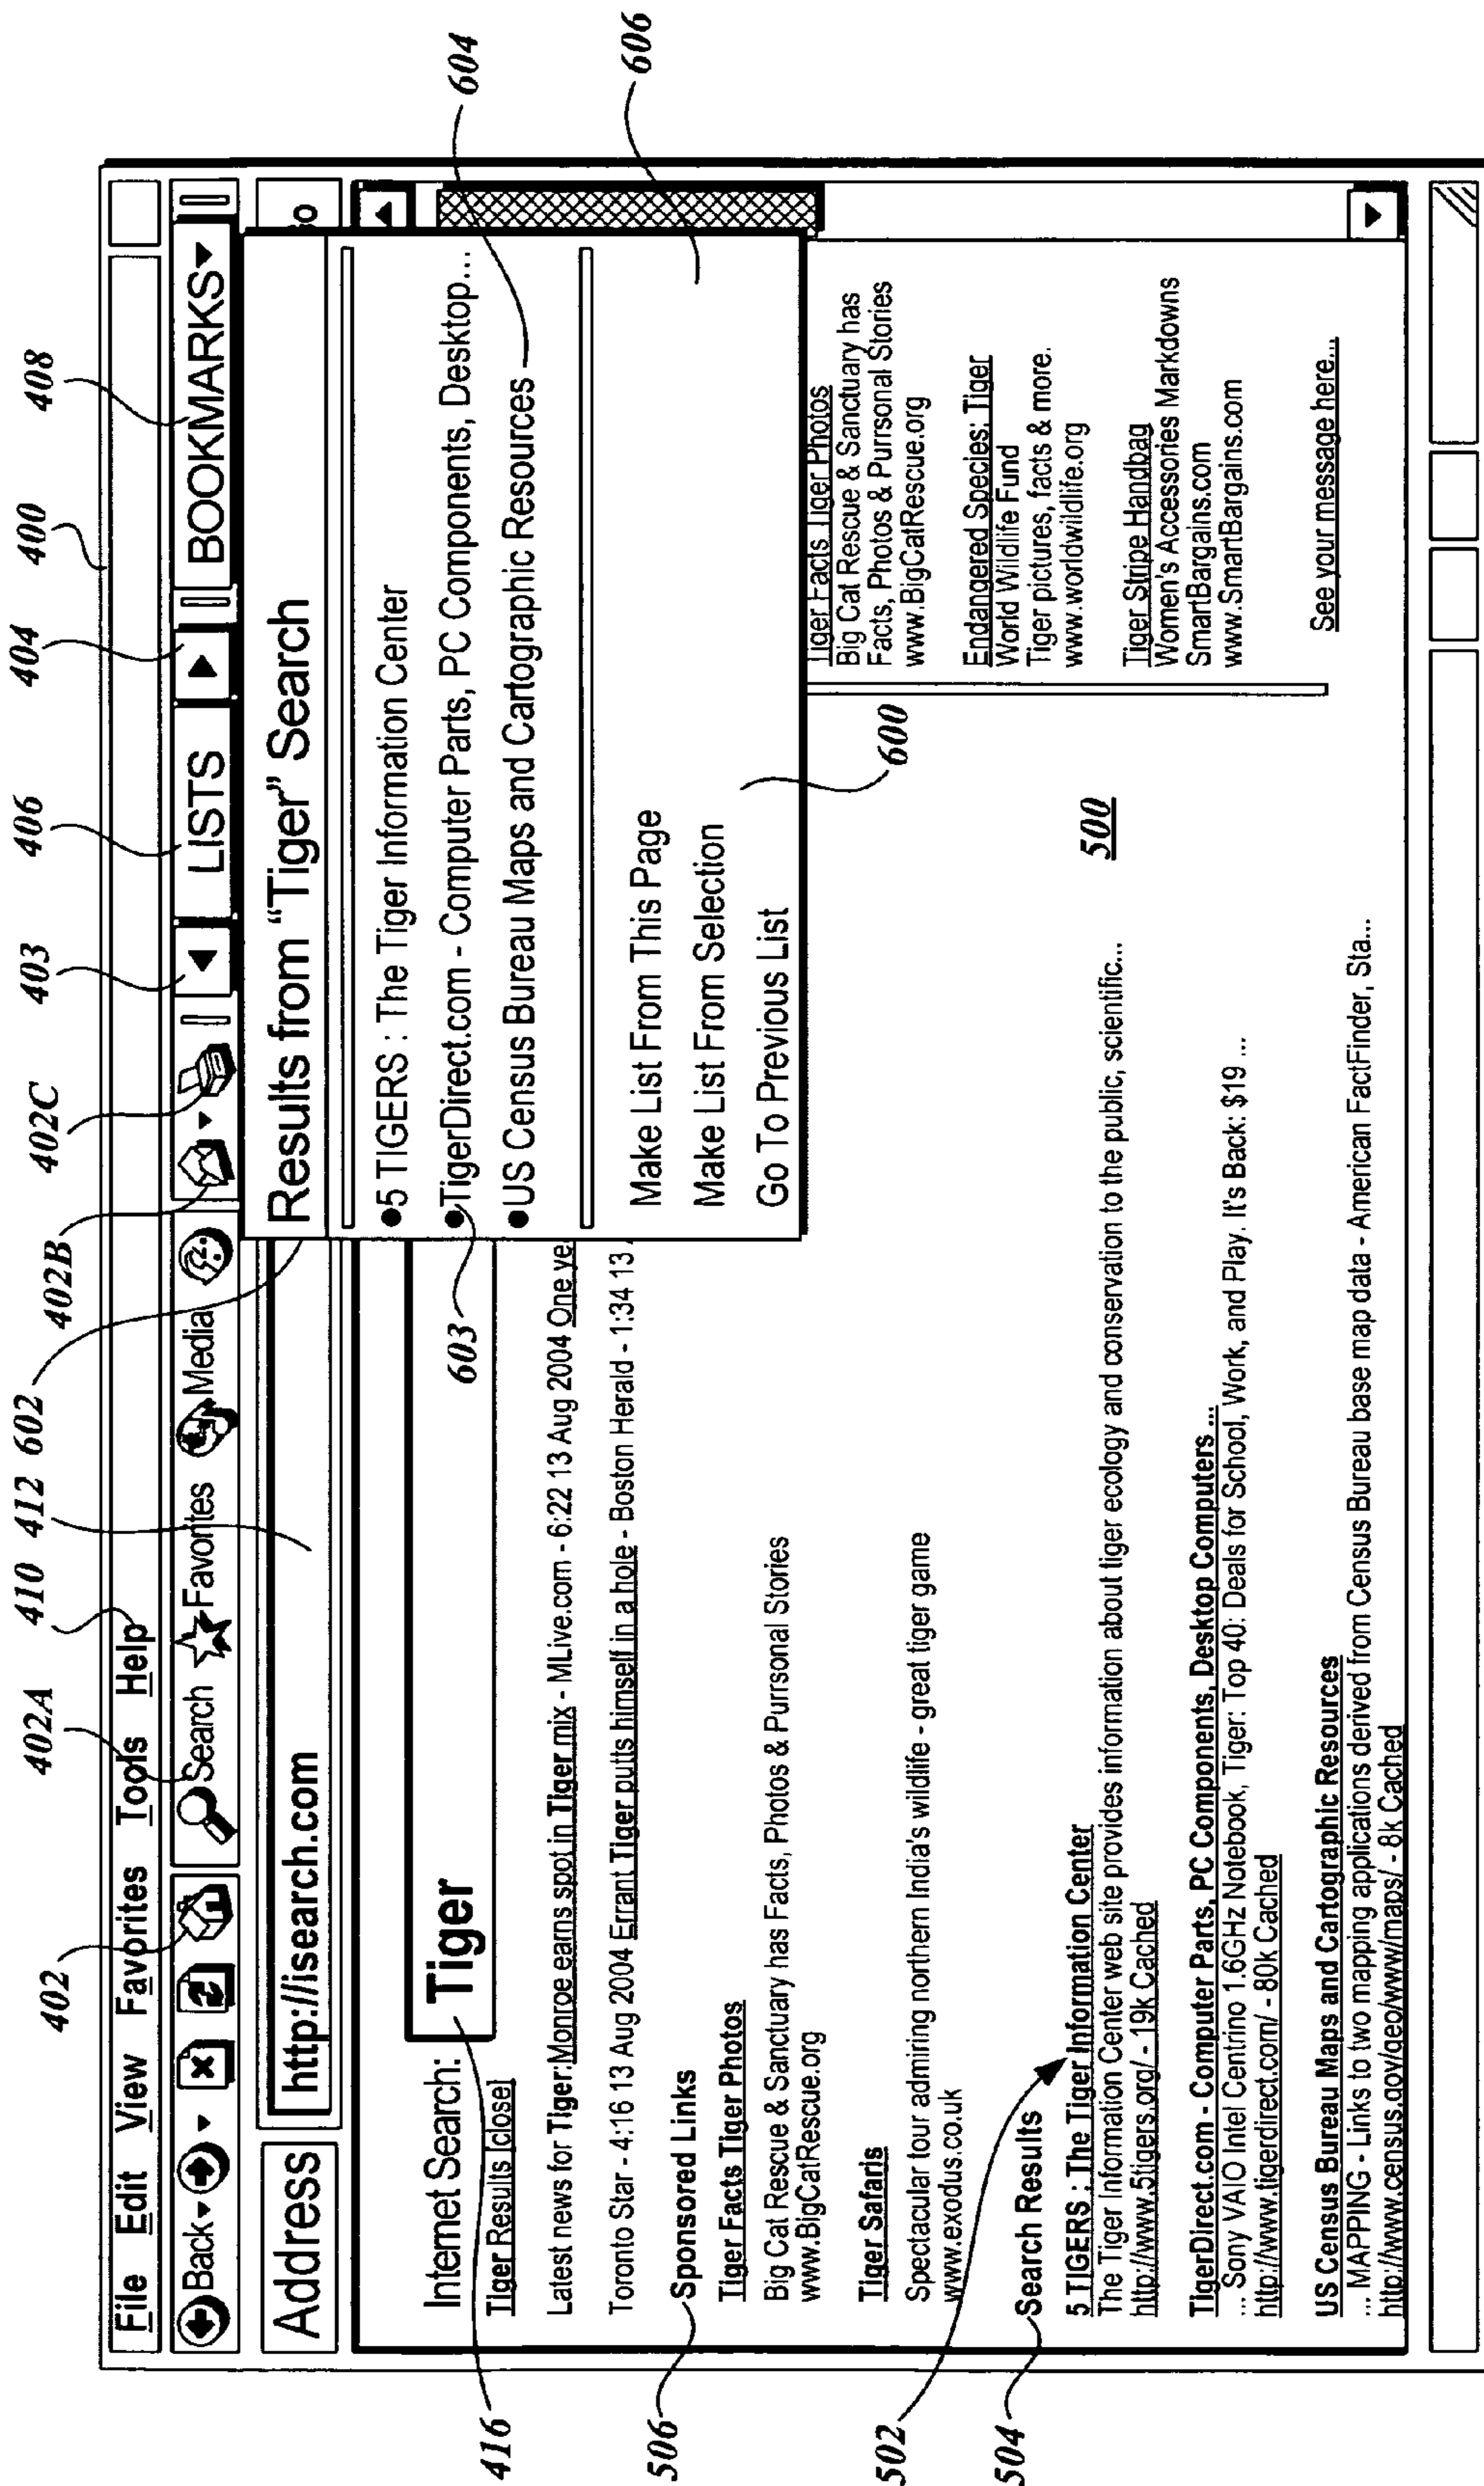 402 402A 410 412 602 402B 402C 403 406 404 400 408
File Edit View Favorites Tools Help
Back Search Favorites Media LISTS BOOKMARKS
Address http://isearch.com
Results from "Tiger" Search
•5 TIGERS : The Tiger Information Center
•TigerDirect.com - Computer Parts, PC Components, Desktop...
•US Census Bureau Maps and Cartographic Resources
Make List From This Page
Make List From Selection
Go To Previous List
603
604
606
600
416
Internet Search: Tiger
Tiger Results [close]
Latest news for Tiger:Monroe earns spot in Tiger mix - MLive.com - 6:22 13 Aug 2004 One ye
Toronto Star - 4:16 13 Aug 2004 Errant Tiger putts himself in a hole - Boston Herald - 1:34 13
506
Sponsored Links
Tiger Facts Tiger Photos
Big Cat Rescue & Sanctuary has Facts, Photos & Purrsonal Stories
www.BigCatRescue.org
Tiger Safaris
Spectacular tour admiring northern India's wildlife - great tiger game
www.exodus.co.uk
Tiger Facts Tiger Photos
Big Cat Rescue & Sanctuary has
Facts, Photos & Purrsonal Stories
www.BigCatRescue.org
Endangered Species: Tiger
World Wildlife Fund
Tiger pictures, facts & more.
www.worldwildlife.org
Tiger Stripe Handbag
Women's Accessories Markdowns
SmartBargains.com
www.SmartBargains.com
See your message here...
500
502
504
Search Results
5 TIGERS : The Tiger Information Center
The Tiger Information Center web site provides information about tiger ecology and conservation to the public, scientific...
http://www.5tigers.org/ - 19k Cached
TigerDirect.com - Computer Parts, PC Components, Desktop Computers ...
... Sony VAIO Intel Centrino 1.6GHz Notebook, Tiger: Top 40: Deals for School, Work, and Play. It's Back: $19 ...
http://www.tigerdirect.com/ - 80k Cached
US Census Bureau Maps and Cartographic Resources
... MAPPING - Links to two mapping applications derived from Census Bureau base map data - American FactFinder, Sta...
http://www.census.gov/geo/www/maps/ - 8k Cached